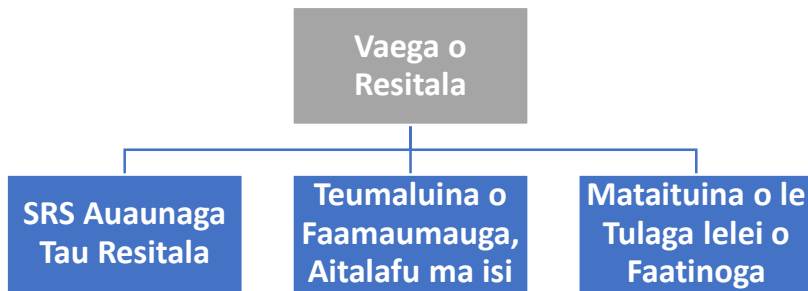 Vaega o
Resitala
SRS Auaunaga
Tau Resitala
Teumaluina o
Faamaumauga,
Aitalafu ma isi
Mataituina o le
Tulaga lelei o
Faatinoga